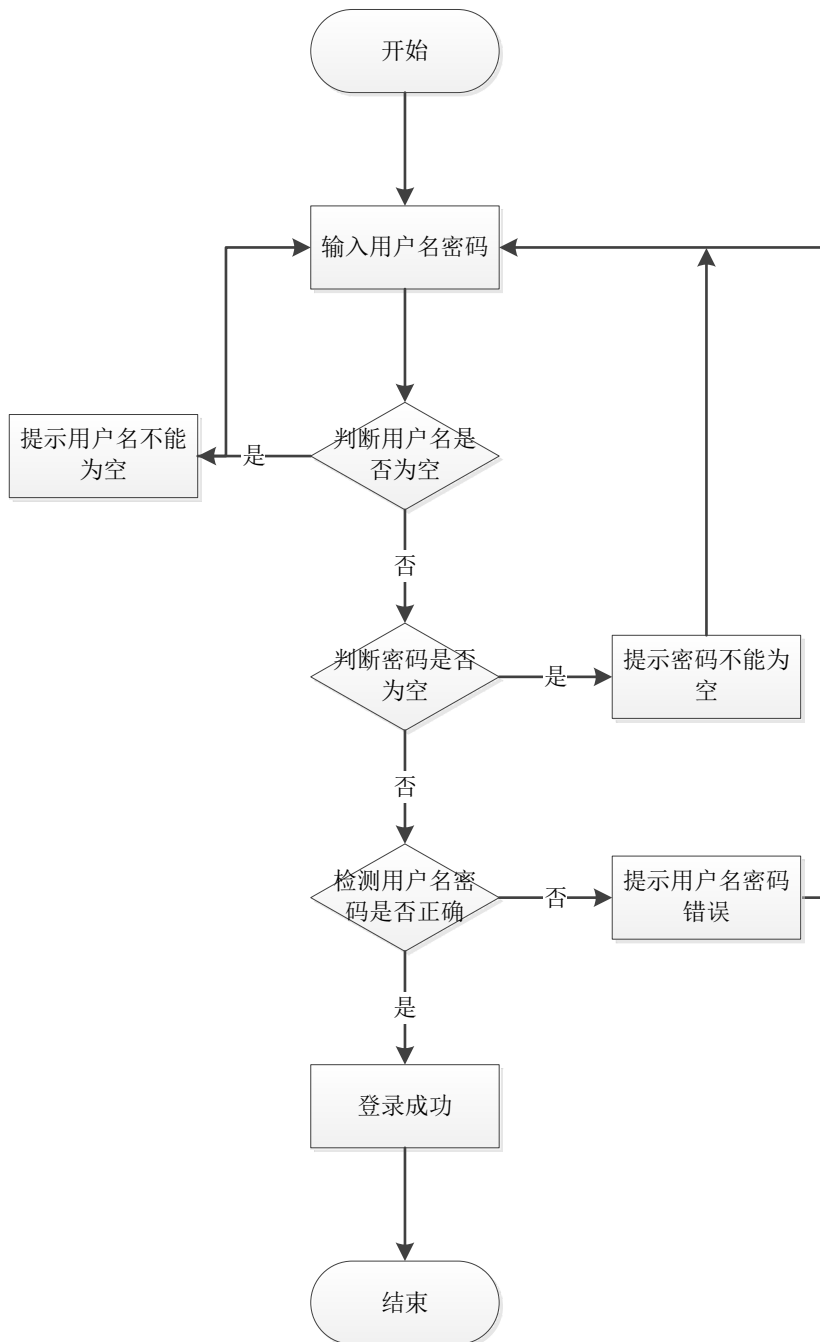 开始
输入用户名密码
判断用户名是
否为空
是
提示用户名不能
为空
否
判断密码是否
为空
是
提示密码不能为
空
否
检测用户名密
码是否正确
否
提示用户名密码
错误
是
登录成功
结束